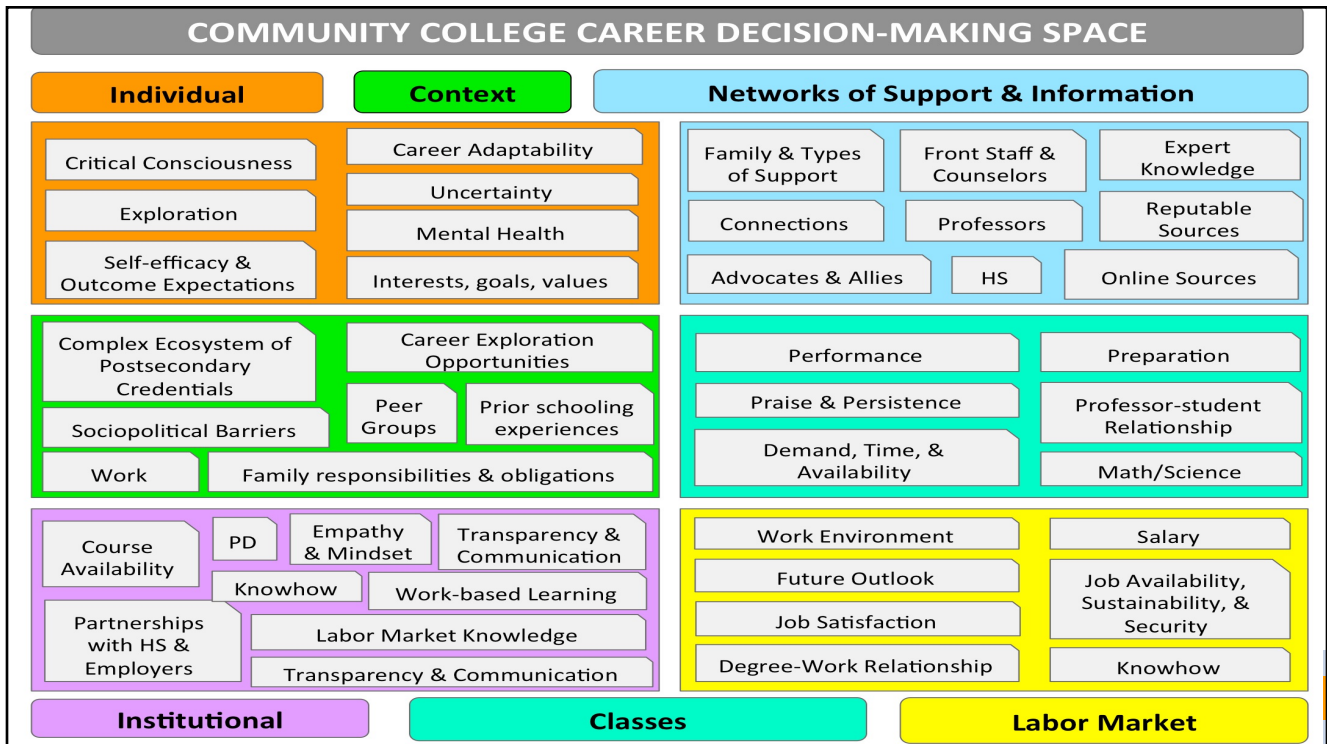 COMMUNITY COLLEGE CAREER DECISION-MAKING SPACE
Individual
Context
Networks of Support & Information
Critical Consciousness
Exploration
Self-efficacy &
Outcome Expectations
Career Adaptability
Uncertainty
Mental Health
Interests, goals, values
Family & Types
of Support
Front Staff &
Counselors
Expert
Knowledge
Connections
Professors
Reputable
Sources
Advocates & Allies
HS
Online Sources
Complex Ecosystem of
Postsecondary
Credentials
Career Exploration
Opportunities
Sociopolitical Barriers
Peer
Groups
Prior schooling
experiences
Work
Family responsibilities & obligations
Performance
Preparation
Praise & Persistence
Professor-student
Relationship
Demand, Time, &
Availability
Math/Science
Course
Availability
PD
Empathy
& Mindset
Transparency &
Communication
Knowhow
Work-based Learning
Partnerships
with HS &
Employers
Labor Market Knowledge
Transparency & Communication
Work Environment
Salary
Future Outlook
Job Availability,
Sustainability, &
Security
Job Satisfaction
Degree-Work Relationship
Knowhow
Institutional
Classes
Labor Market